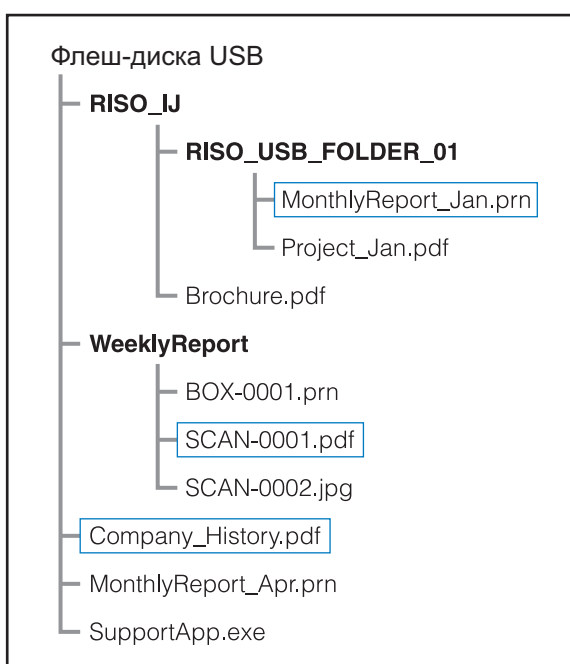 Флеш-диска USB
RISO_IJ
RISO_USB_FOLDER_01
MonthlyReport_Jan.prn
Project_Jan.pdf
Brochure.pdf
WeeklyReport
BOX-0001.prn
SCAN-0001.pdf
SCAN-0002.jpg
Company_History.pdf
MonthlyReport_Apr.prn
SupportApp.exe